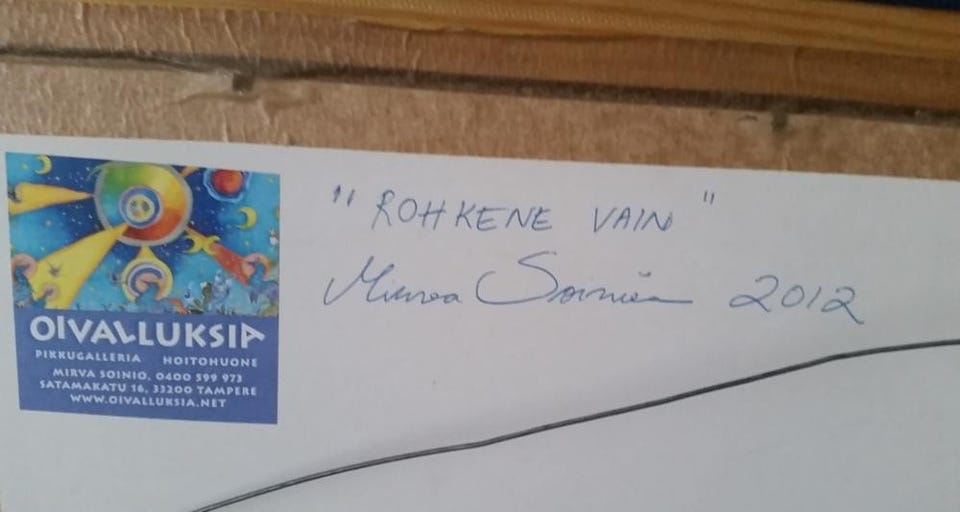 " ROHKENE VAIN "
Mirva Soinio 2012
OIVALLUKSIA
PIKKUGALLERIA HOITOHUONE
MIRVA SOINIO, 0400 599 973
SATAMAKATU 16, 33200 TAMPERE
WWW.OIVALLUKSIA.NET